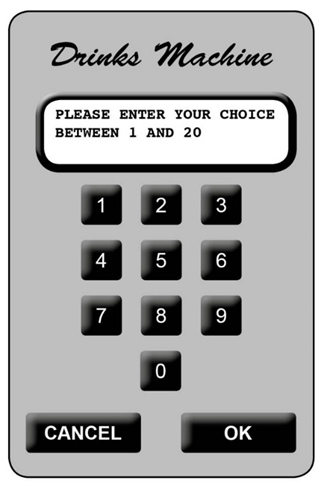 Drinks Machine
PLEASE ENTER YOUR CHOICE
BETWEEN 1 AND 20
1 2 3
4 5 6
7 8 9
0
CANCEL OK